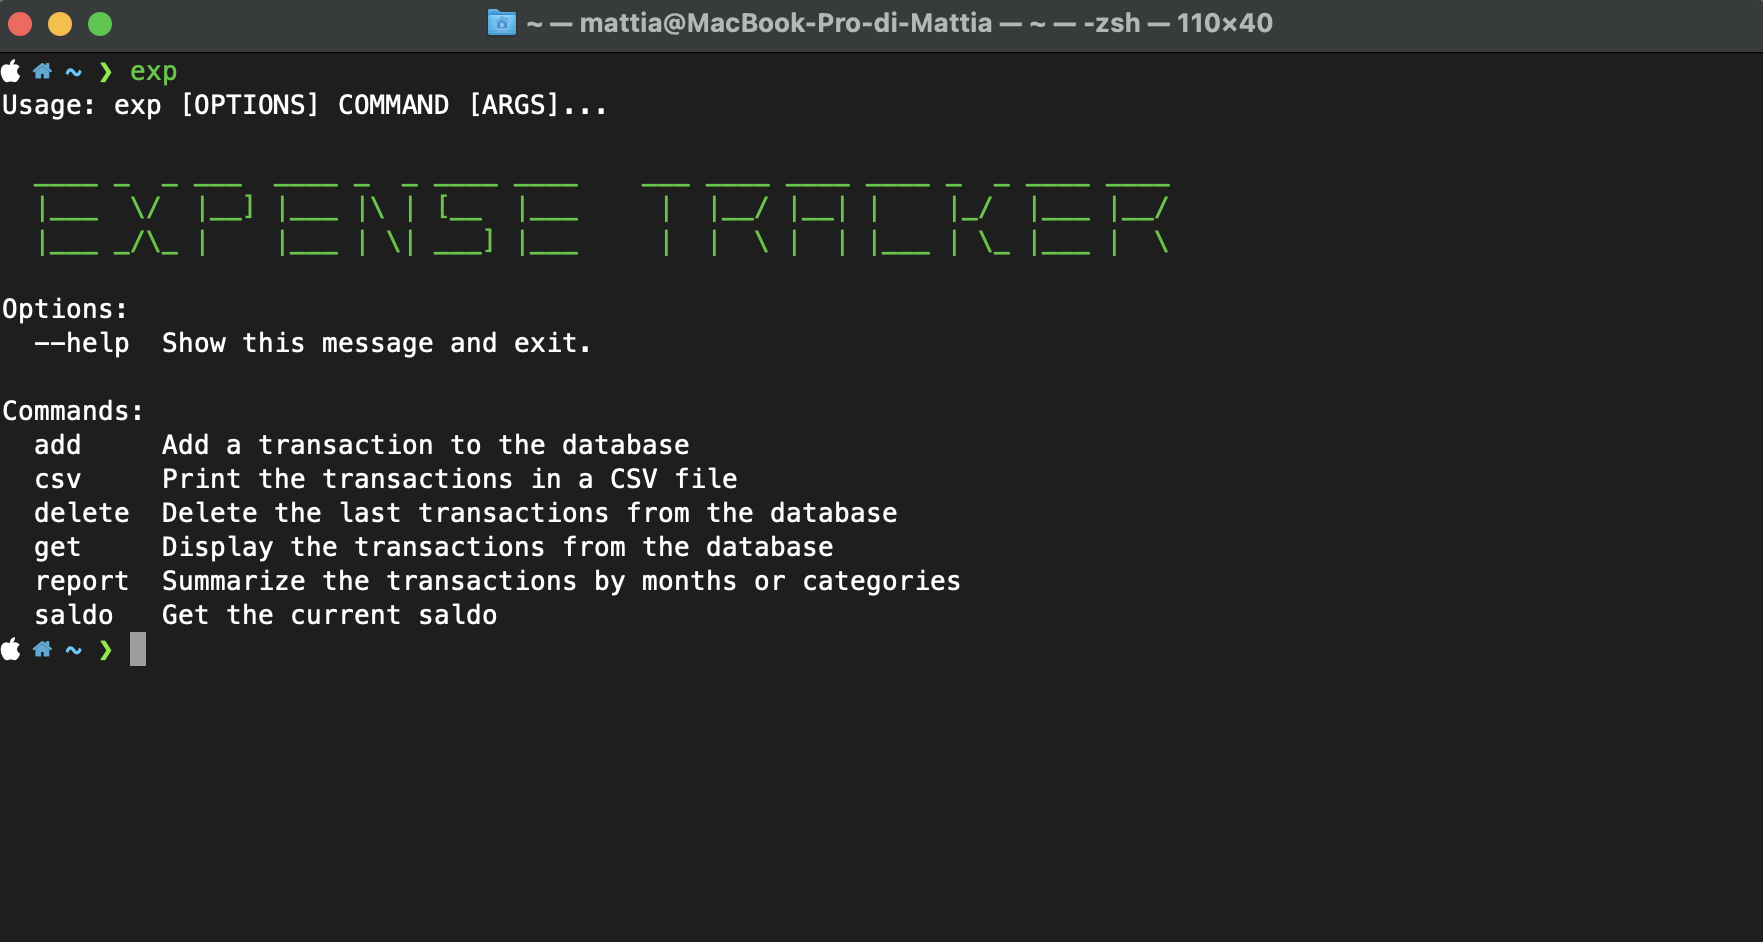 ~ — mattia@MacBook-Pro-di-Mattia — ~ — -zsh — 110×40
~ ❯ exp
Usage: exp [OPTIONS] COMMAND [ARGS]...
EXPENSE TRACKER
Options:
--help  Show this message and exit.
Commands:
add     Add a transaction to the database
csv     Print the transactions in a CSV file
delete  Delete the last transactions from the database
get     Display the transactions from the database
report  Summarize the transactions by months or categories
saldo   Get the current saldo
~ ❯